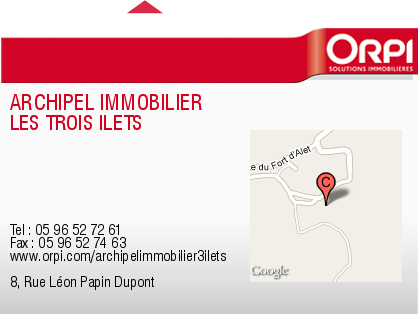 ORPI
SOLUTIONS IMMOBILIÈRES
ARCHIPEL IMMOBILIER
LES TROIS ILETS
e du Fort d'Alet
C
Google
Tel : 05 96 52 72 61
Fax : 05 96 52 74 63
www.orpi.com/archipelimmobilier3ilets
8, Rue Léon Papin Dupont